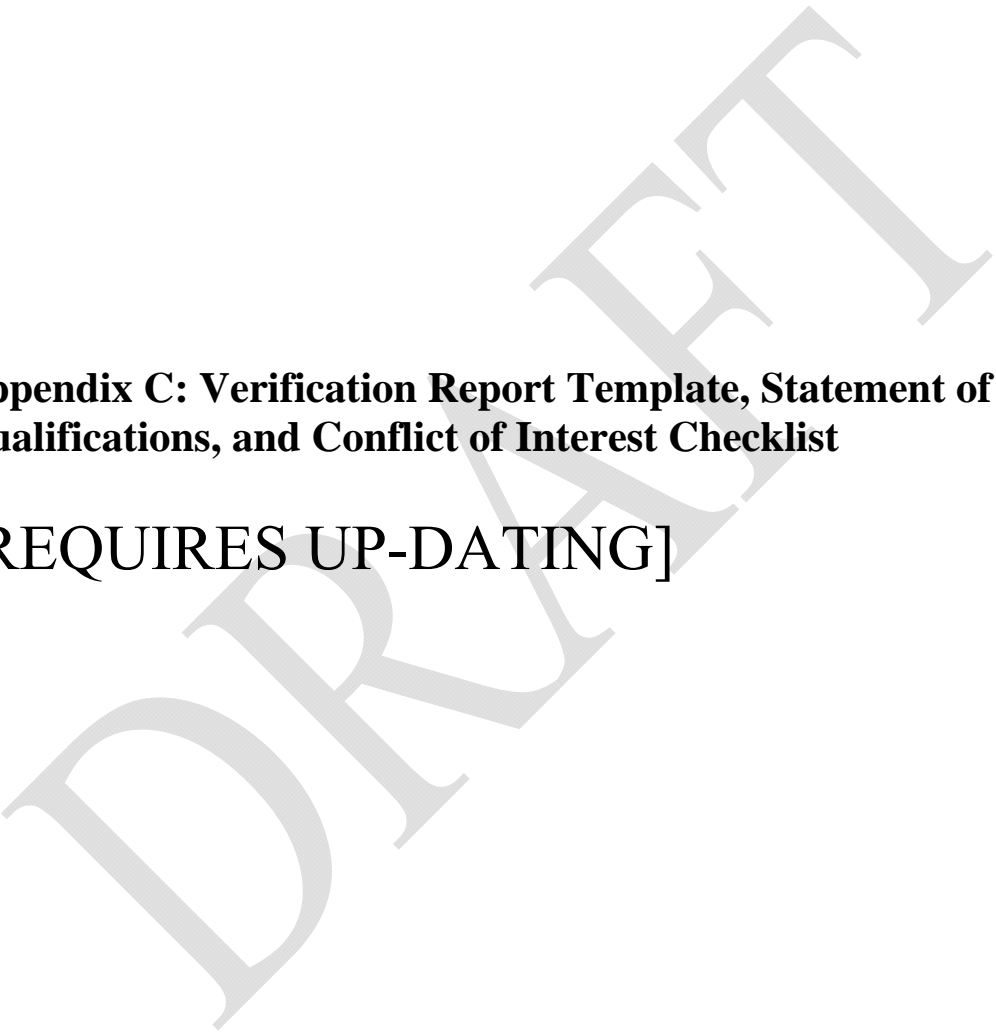 ppendix C: Verification Report Template, Statement of
ualifications, and Conflict of Interest Checklist
REQUIRES UP-DATING]
DRAFT